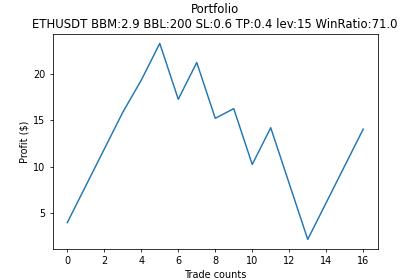 Portfolio
ETHUSDT BBM:2.9 BBL:200 SL:0.6 TP:0.4 lev:15 WinRatio:71.0
20
15
10
5
Profit ($)
0 2 4 6 8 10 12 14 16
Trade counts